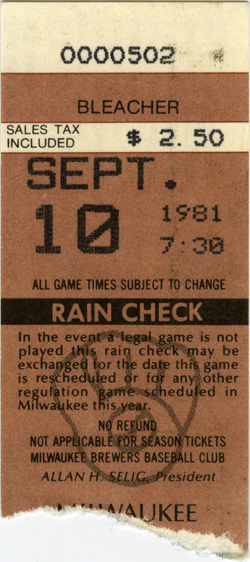 0000502
BLEACHER
SALES TAX
INCLUDED
$ 2.50
SEPT.
10 1981
7:30
ALL GAME TIMES SUBJECT TO CHANGE
RAIN CHECK
In the event a legal game is not
played this rain check may be
exchanged for the date this game
is rescheduled or for any other
regulation game scheduled in
Milwaukee this year.
NO REFUND
NOT APPLICABLE FOR SEASON TICKETS
MILWAUKEE BREWERS BASEBALL CLUB
ALLAN H. SELIG, President
MILWAUKEE